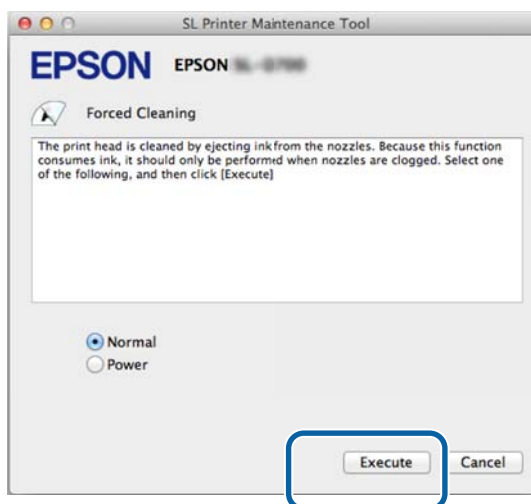 SL Printer Maintenance Tool
EPSON EPSON
Forced Cleaning
The print head is cleaned by ejecting ink from the nozzles. Because this function
consumes ink, it should only be performed when nozzles are clogged. Select one
of the following, and then click [Execute]
Normal
Power
Execute Cancel